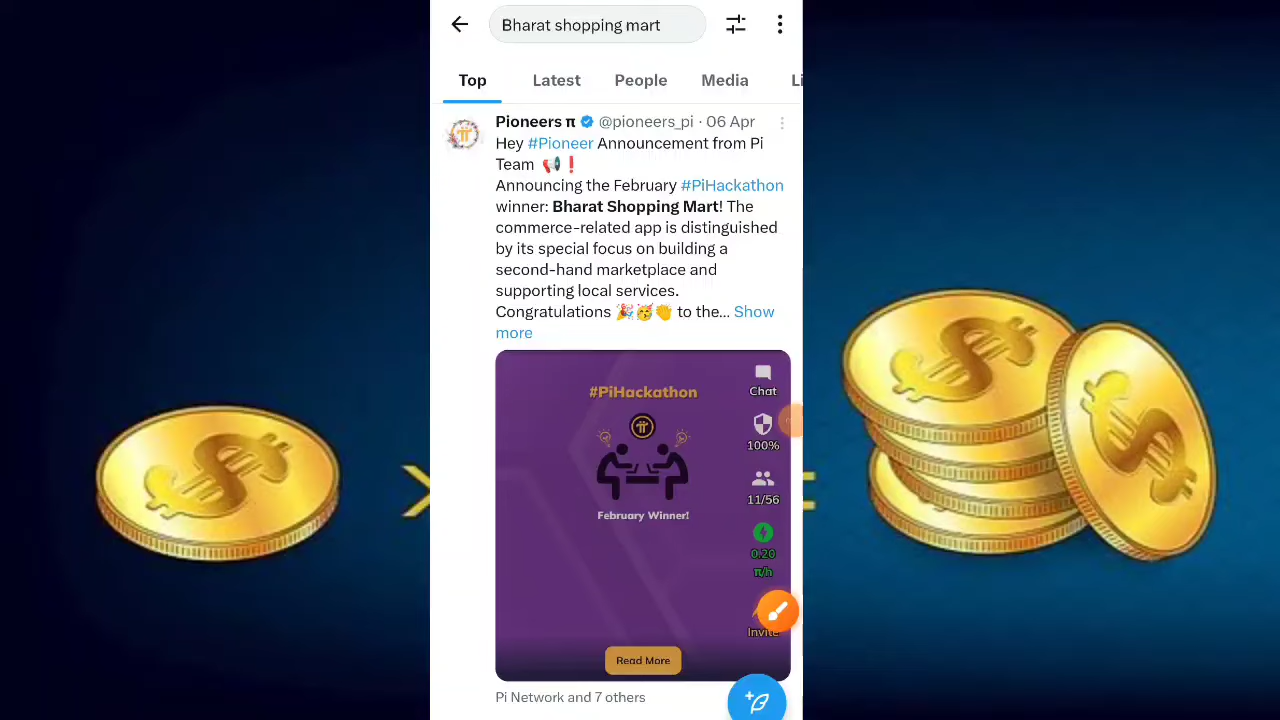 Bharat shopping mart
Top Latest People Media Li
Pioneers π @pioneers_pi · 06 Apr
Hey #Pioneer Announcement from Pi
Team 📢❗
Announcing the February #PiHackathon
winner: Bharat Shopping Mart! The
commerce-related app is distinguished
by its special focus on building a
second-hand marketplace and
supporting local services.
Congratulations 🎉🥳👏 to the... Show
more
#PiHackathon
February Winner!
Chat
100%
11/56
0.20
π/h
Invite
Read More
Pi Network and 7 others